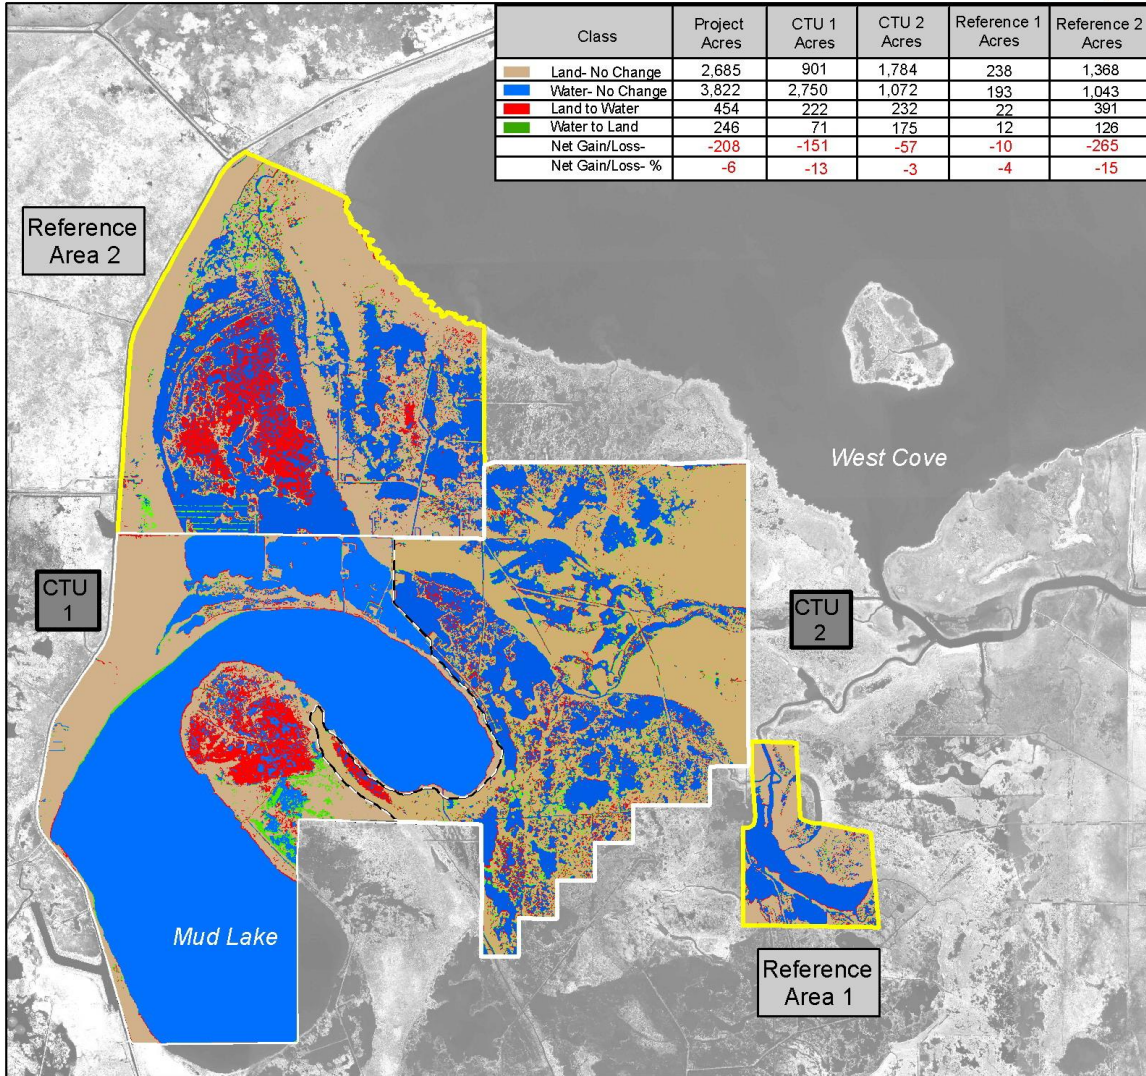 Class Project Acres CTU 1 Acres CTU 2 Acres Reference 1 Acres Reference 2 Acres
Land- No Change 2,685 901 1,784 238 1,368
Water- No Change 3,822 2,750 1,072 193 1,043
Land to Water 454 222 232 22 391
Water to Land 246 71 175 12 126
Net Gain/Loss- -208 -151 -57 -10 -265
Net Gain/Loss- % -6 -13 -3 -4 -15
Reference
Area 2
West Cove
CTU
1
CTU
2
Mud Lake
Reference
Area 1